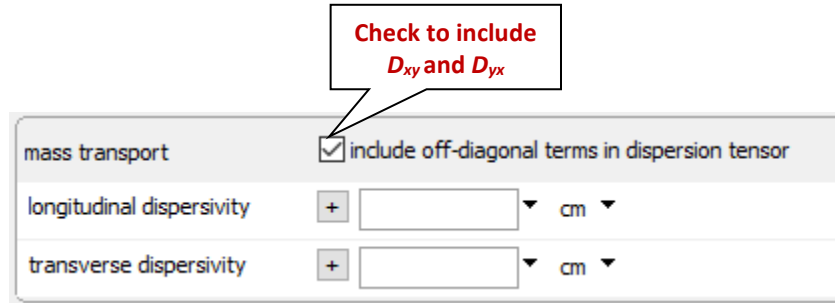 Check to include
Dxy and Dyx
mass transport ☑ include off-diagonal terms in dispersion tensor
longitudinal dispersivity + cm
transverse dispersivity + cm